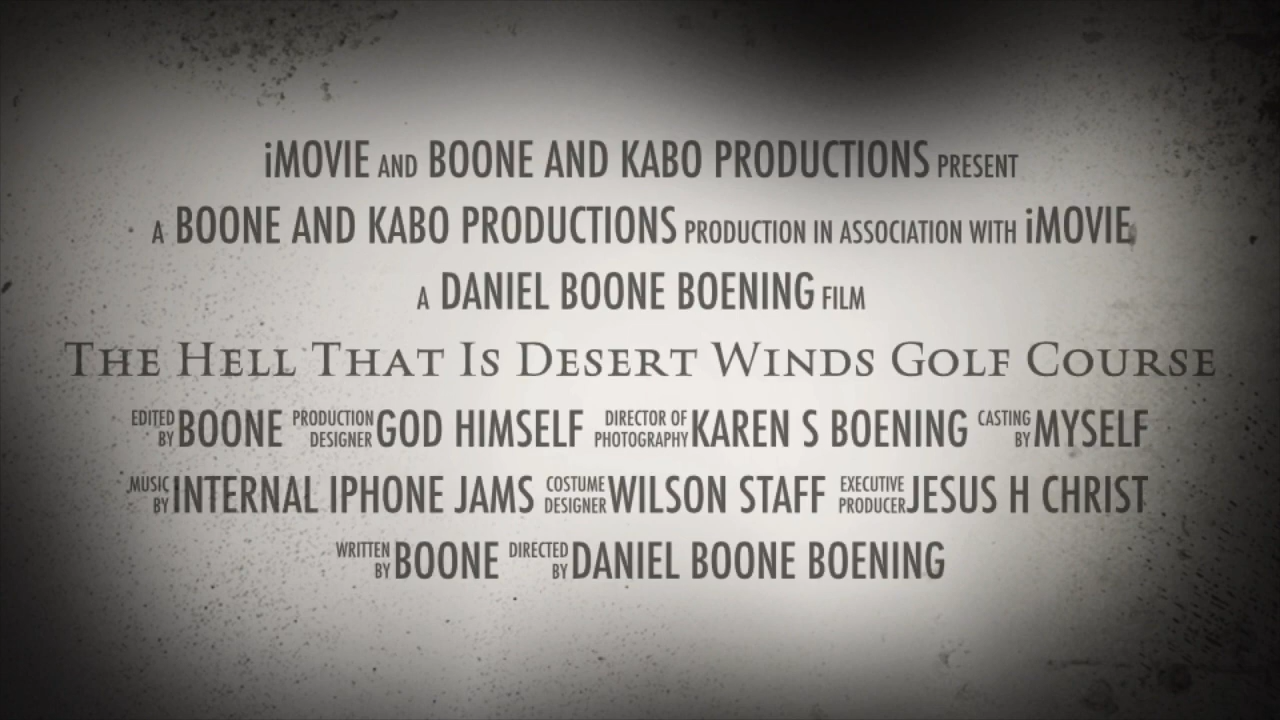 iMOVIE AND BOONE AND KABO PRODUCTIONS PRESENT
A BOONE AND KABO PRODUCTIONS PRODUCTION IN ASSOCIATION WITH iMOVIE
A DANIEL BOONE BOENING FILM
THE HELL THAT IS DESERT WINDS GOLF COURSE
EDITED BY BOONE PRODUCTION DESIGNER GOD HIMSELF DIRECTOR OF PHOTOGRAPHY KAREN S BOENING CASTING BY MYSELF
MUSIC BY INTERNAL IPHONE JAMS COSTUME DESIGNER WILSON STAFF EXECUTIVE PRODUCER JESUS H CHRIST
WRITTEN BY BOONE DIRECTED BY DANIEL BOONE BOENING